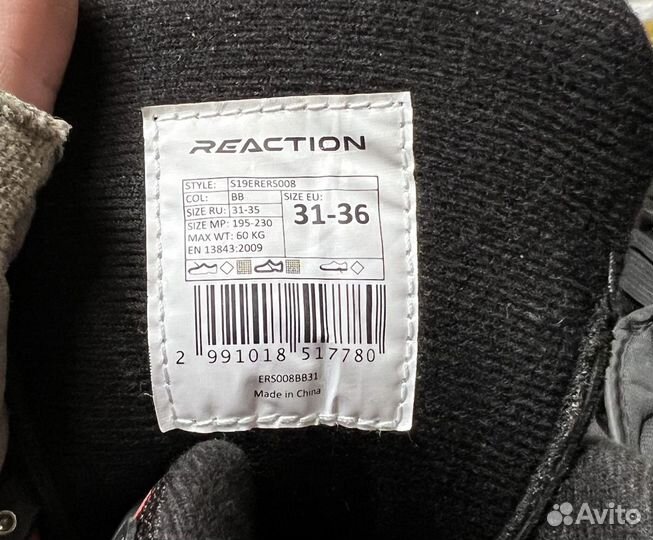 REACTION
STYLE: S19ERERS008
COL: BB
SIZE RU: 31-35
SIZE MP: 195-230
MAX WT: 60 KG
EN 13843:2009
SIZE EU:
31-36
2 991018 517780
ERS008BB31
Made in China
Avito